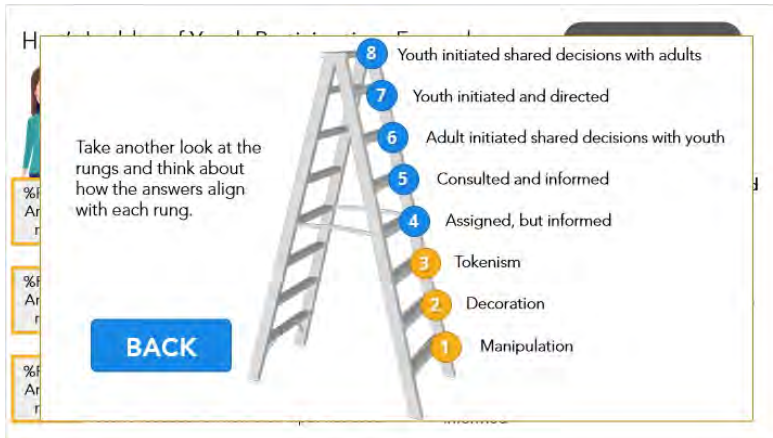 8 Youth initiated shared decisions with adults
7 Youth initiated and directed
6 Adult initiated shared decisions with youth
Take another look at the
rungs and think about
how the answers align
with each rung.
5 Consulted and informed
4 Assigned, but informed
3 Tokenism
2 Decoration
1 Manipulation
BACK